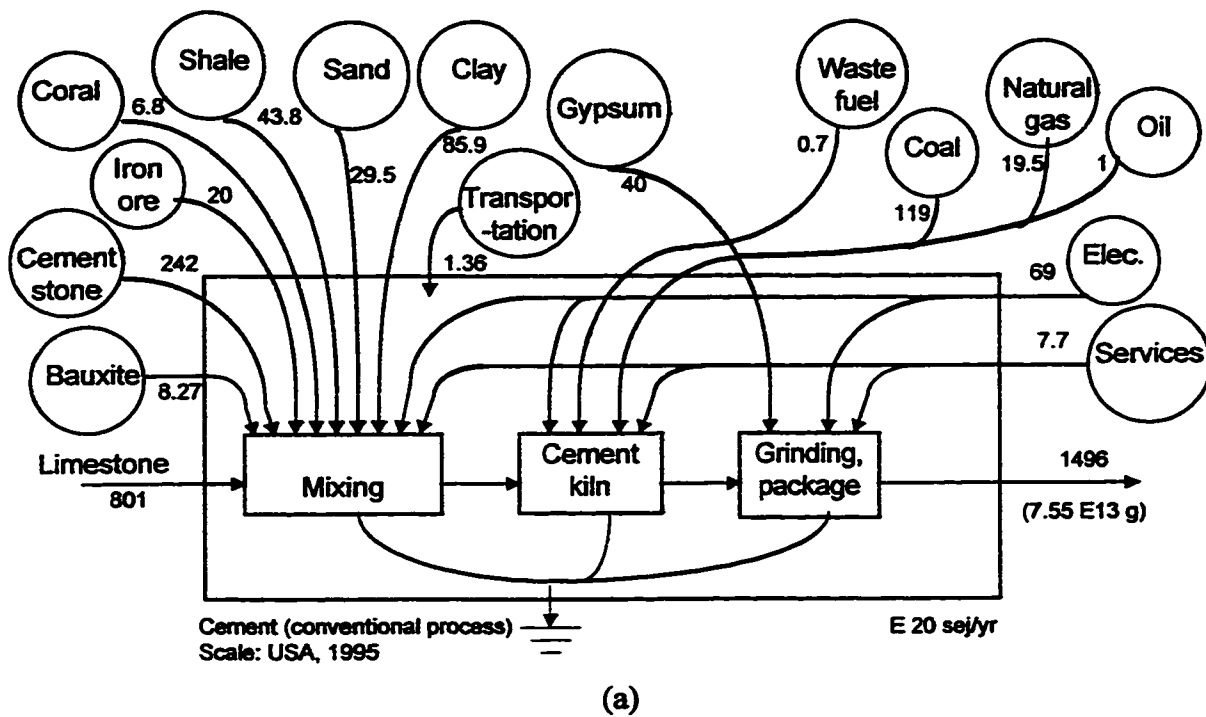 Coral
6.8
Shale
43.8
Sand
29.5
Clay
85.9
Gypsum
40
Waste
fuel
0.7
Coal
119
Natural
gas
19.5
Oil
1
Iron
ore
20
Transpor
-tation
1.36
Cement
stone
242
Elec.
69
Services
7.7
Bauxite
8.27
Limestone
801
Mixing
Cement
kiln
Grinding,
package
1496
(7.55 E13 g)
Cement (conventional process)
Scale: USA, 1995
E 20 sej/yr
(a)